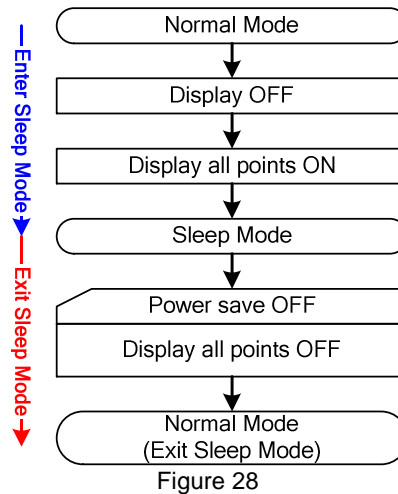 Normal Mode
Display OFF
Display all points ON
Sleep Mode
Power save OFF
Display all points OFF
Normal Mode
(Exit Sleep Mode)
Enter Sleep Mode
Exit Sleep Mode
Figure 28